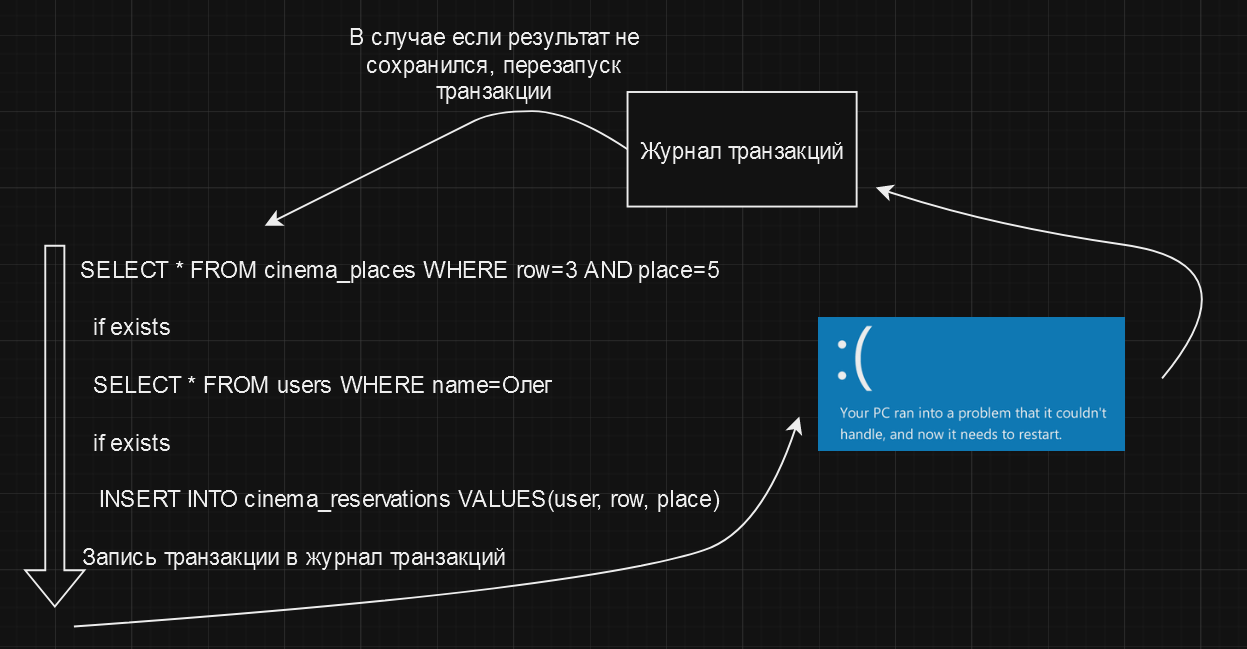 В случае если результат не
сохранился, перезапуск
транзакции
Журнал транзакций
SELECT * FROM cinema_places WHERE row=3 AND place=5
if exists
SELECT * FROM users WHERE name=Олег
if exists
INSERT INTO cinema_reservations VALUES(user, row, place)
Запись транзакции в журнал транзакций
:(
Your PC ran into a problem that it couldn't
handle, and now it needs to restart.